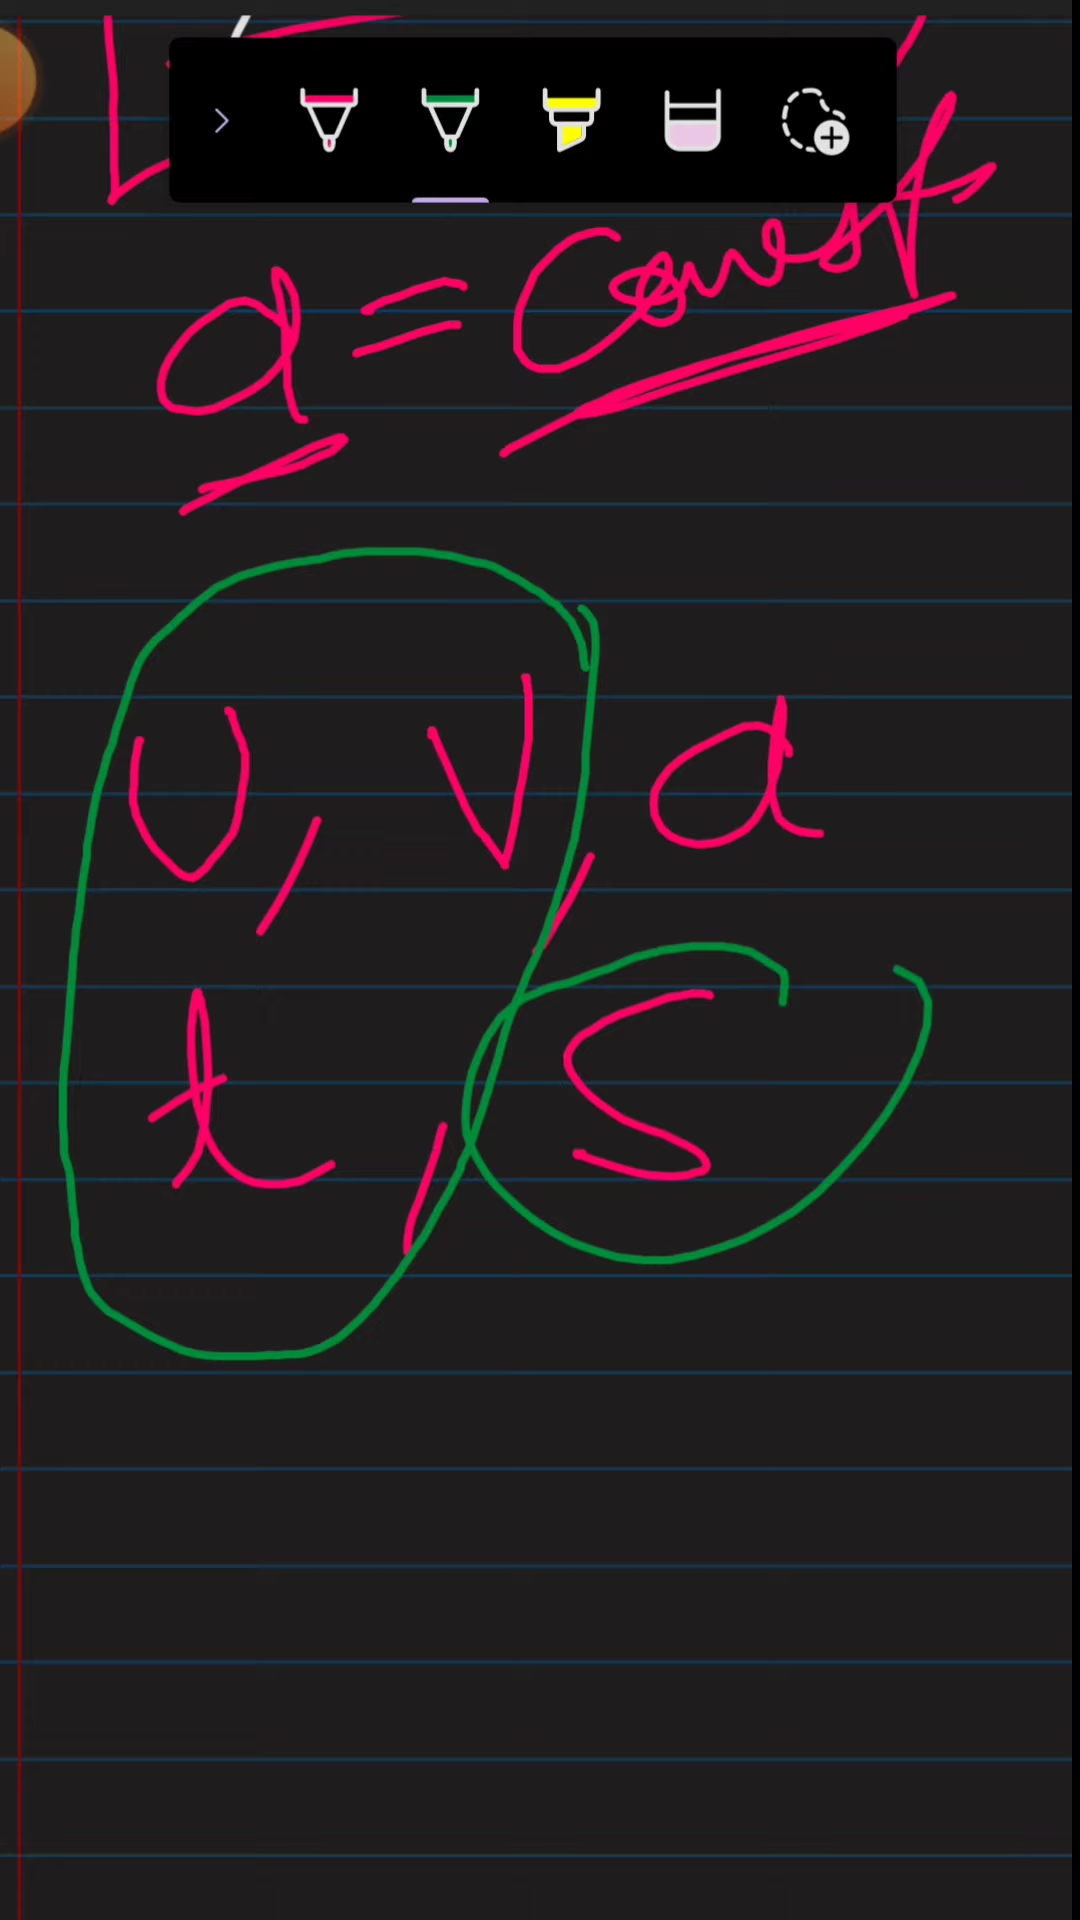 a = Const
u, v, a
t, s